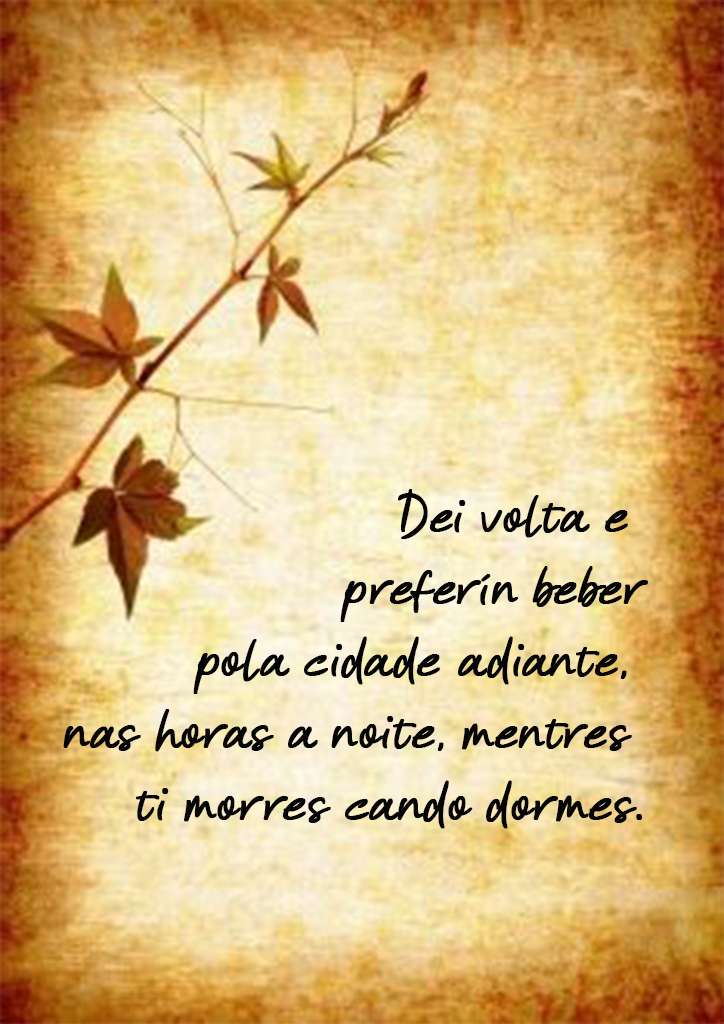 Dei volta e
preferín beber
pola cidade adiante,
nas horas a noite, mentres
ti morres cando dormes.